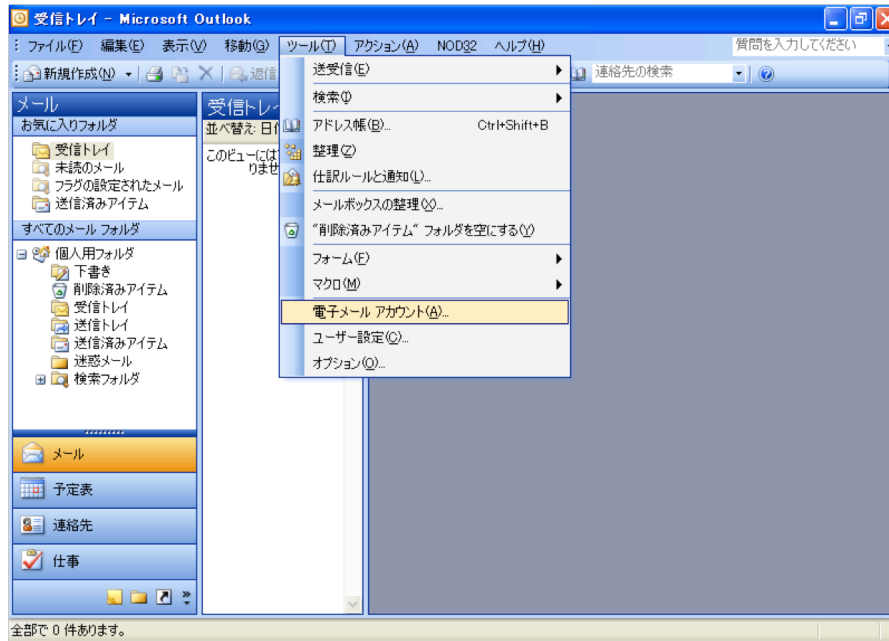 受信トレイ - Microsoft Outlook
ファイル(F) 編集(E) 表示(V) 移動(G) ツール(T) アクション(A) NOD32 ヘルプ(H) 質問を入力してください
新規作成(N) 返信 連絡先の検索
メール
お気に入りフォルダ
受信トレイ
未読のメール
フラグの設定されたメール
送信済みアイテム
すべてのメール フォルダ
個人用フォルダ
下書き
削除済みアイテム
受信トレイ
送信トレイ
送信済みアイテム
迷惑メール
検索フォルダ
メール
予定表
連絡先
仕事
受信トレ
並べ替え: 日
このビューには
りませ
送受信(E)
検索(I)
アドレス帳(B)... Ctrl+Shift+B
整理(Z)
仕訳ルールと通知(L)...
メールボックスの整理(X)...
"削除済みアイテム" フォルダを空にする(Y)
フォーム(F)
マクロ(M)
電子メール アカウント(A)...
ユーザー設定(C)...
オプション(O)...
全部で 0 件あります。